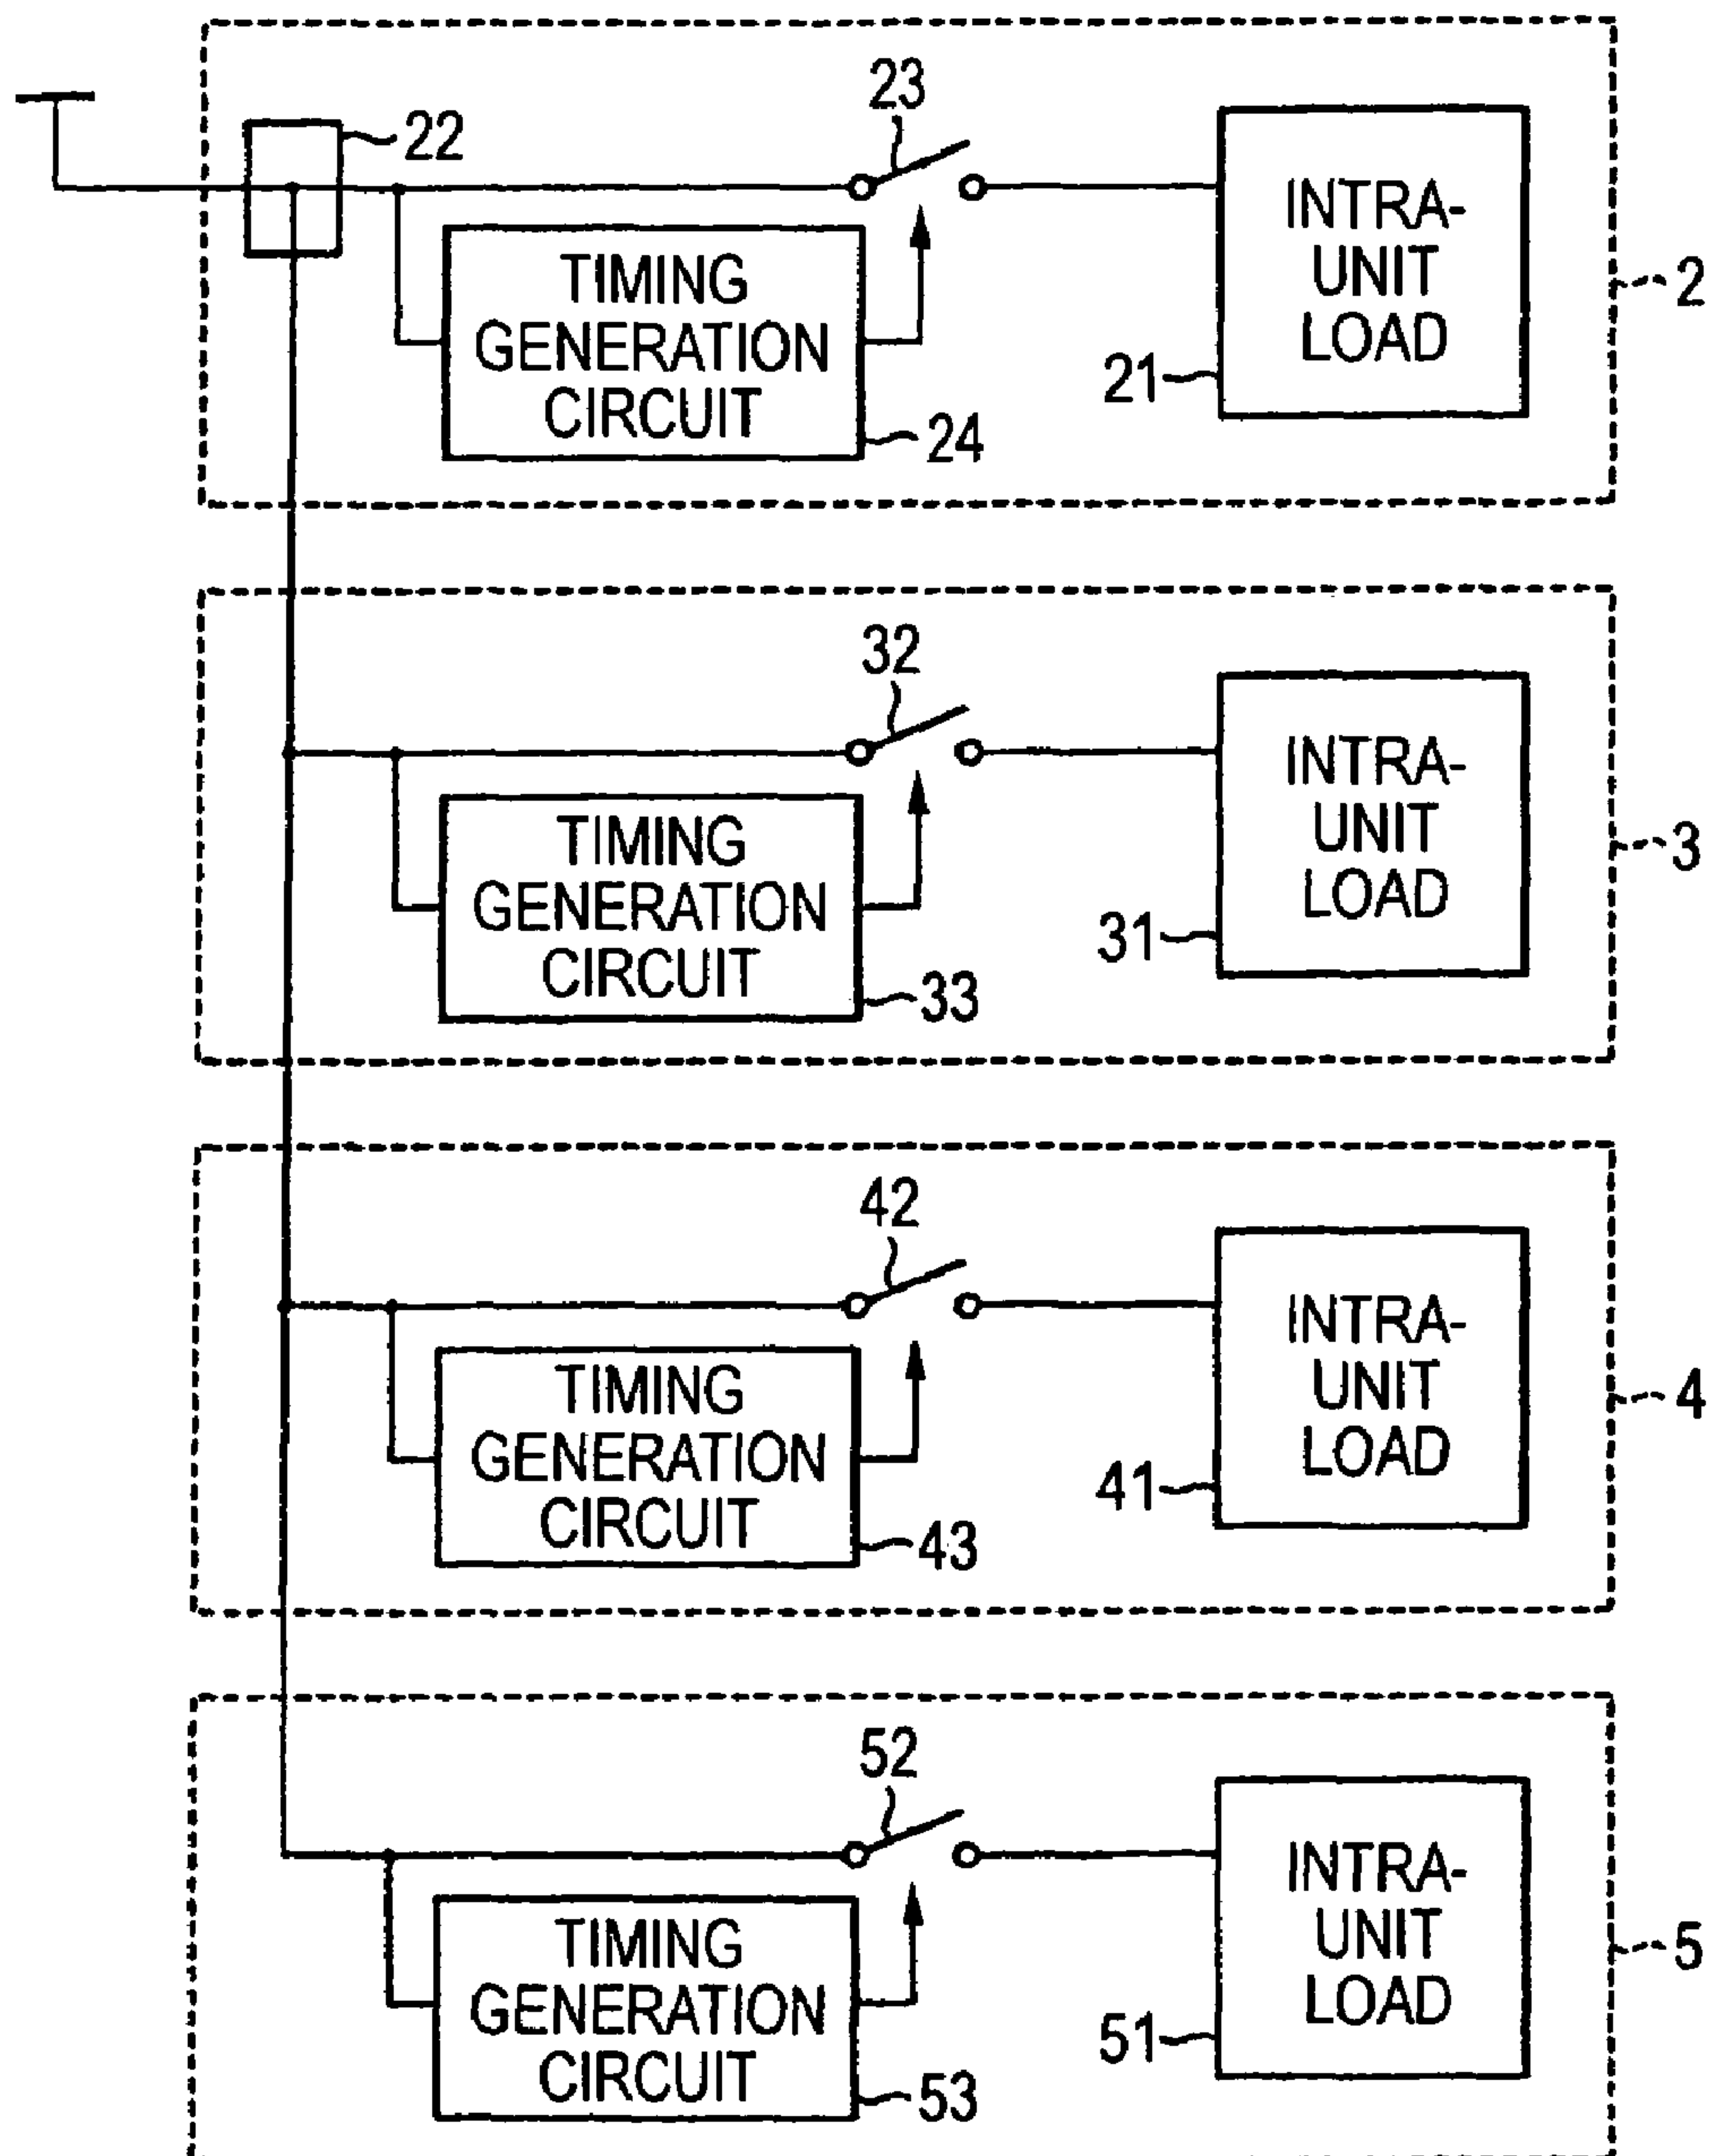 23
22
INTRA-
UNIT
LOAD
2
TIMING
GENERATION
CIRCUIT
21
24
32
INTRA-
UNIT
LOAD
3
TIMING
GENERATION
CIRCUIT
31
33
42
INTRA-
UNIT
LOAD
4
TIMING
GENERATION
CIRCUIT
41
43
52
INTRA-
UNIT
LOAD
5
TIMING
GENERATION
CIRCUIT
51
53